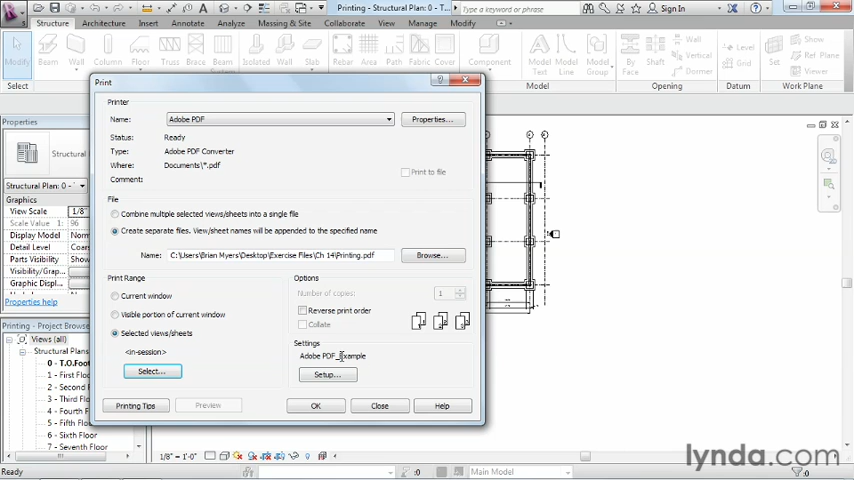 Printing - Structural Plan: 0 - T...
Sign In
Structure Architecture Insert Annotate Analyze Massing & Site Collaborate View Manage Modify
Modify
Beam Wall Column Floor Truss Brace Isolated Wall Slab Rebar Area Path Fabric Cover Component
Model Text Model Line Model Group
By Face Shaft
Wall
Vertical
Dormer
Level
Grid
Set
Show
Ref Plane
Viewer
Select
Model
Opening
Datum
Work Plane
Properties
Structural
Structural Plan: 0 -
Graphics
View Scale 1/8"
Scale Value 1: 96
Display Model Norm
Detail Level Coars
Parts Visibility Show
Visibility/Grap...
Graphic Displ...
Properties help
Printing - Project Browse
Views (all)
Structural Plans
0 - T.O.Foot
1 - First Floor
2 - Second
3 - Third Floor
4 - Fourth
5 - Fifth Floor
6 - Sixth Floor
7 - Seventh
Print
Printer
Name: Adobe PDF
Properties...
Status: Ready
Type: Adobe PDF Converter
Where: Documents\*.pdf
Comment:
Print to file
File
Combine multiple selected views/sheets into a single file
Create separate files. View/sheet names will be appended to the specified name
Name: C:\Users\Brian Myers\Desktop\Exercise Files\Ch 14\Printing.pdf
Browse...
Print Range
Current window
Visible portion of current window
Selected views/sheets
<in-session>
Select...
Options
Number of copies: 1
Reverse print order
Collate
Settings
Adobe PDF_Example
Setup...
Printing Tips Preview OK Close Help
1/8" = 1'-0"
Ready
:0
Main Model
:0
lynda.com